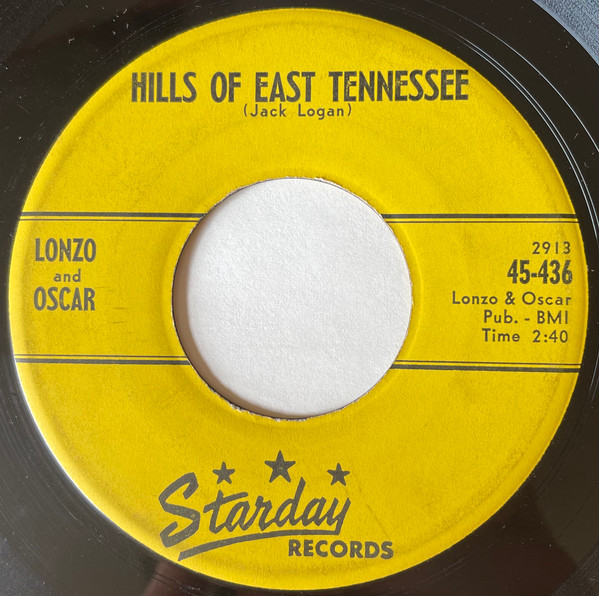 HILLS OF EAST TENNESSEE
(Jack Logan)
LONZO
and
OSCAR
2913
45-436
Lonzo & Oscar
Pub. - BMI
Time 2:40
Starday
RECORDS